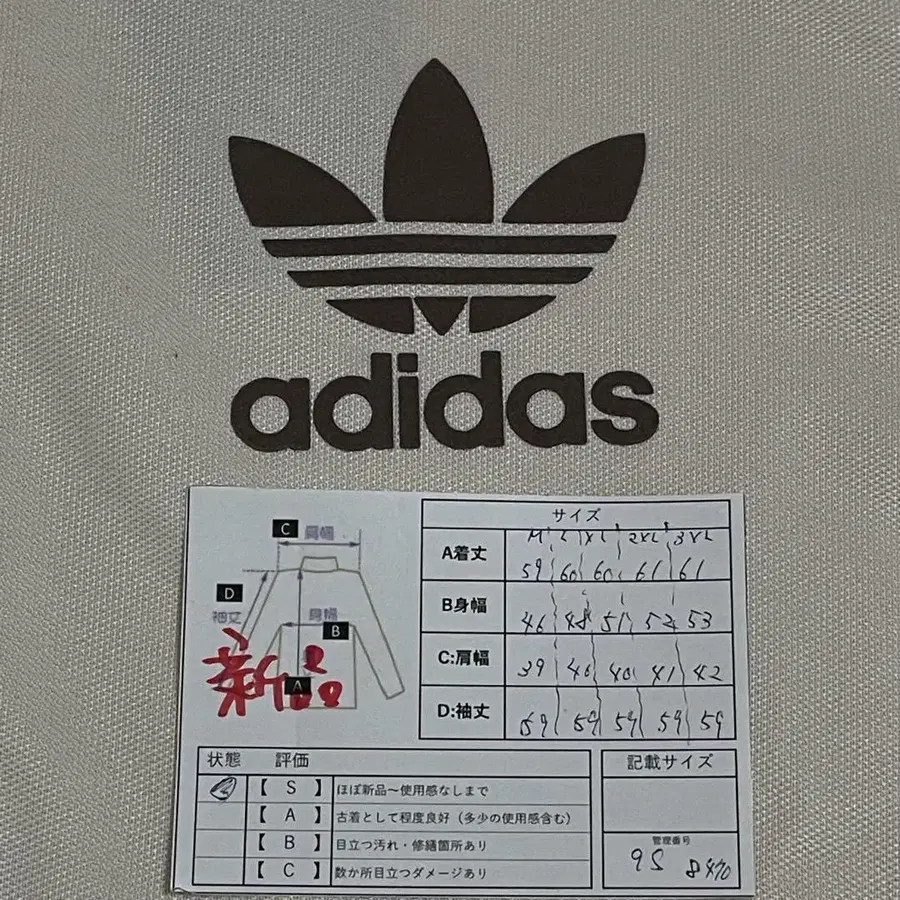 adidas
C 肩幅
D
袖丈
身幅
B
A
新品
サイズ
M L XL 2XL 3XL
A着丈 59 60 60 61 61
B身幅 46 48 51 52 53
C:肩幅 39 40 40 41 42
D:袖丈 59 59 59 59 59
状態 評価
【 S 】 ほぼ新品～使用感なしまで
【 A 】 古着として程度良好（多少の使用感含む）
【 B 】 目立つ汚れ・修繕箇所あり
【 C 】 数か所目立つダメージあり
記載サイズ
管理番号
9S 8470